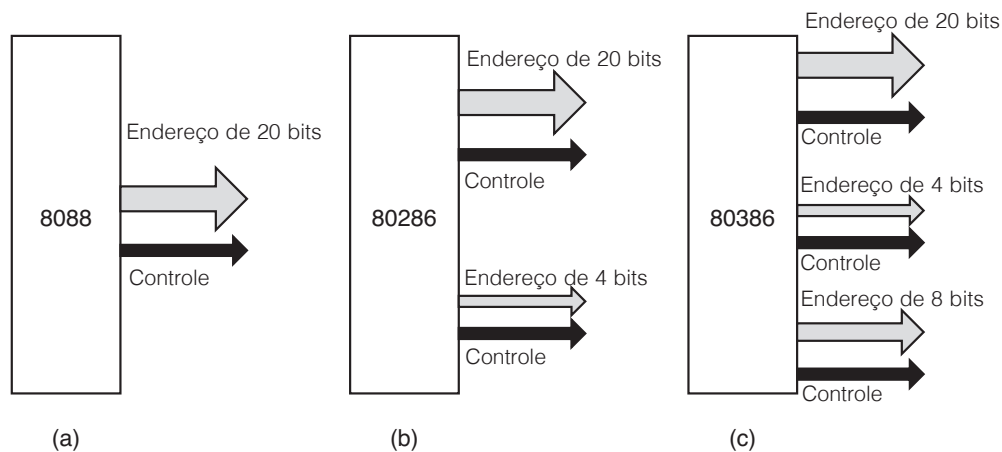 Endereço de 20 bits
8088
Controle
(a)
Endereço de 20 bits
Controle
80286
Endereço de 4 bits
Controle
(b)
Endereço de 20 bits
Controle
Endereço de 4 bits
80386
Controle
Endereço de 8 bits
Controle
(c)